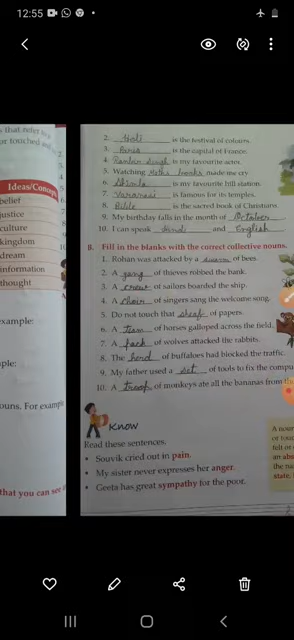 12:55
s that refer to a
or touched and
2.
3.
4.
Ideas/Concep
belief
justice
culture
kingdom
dream
information
thought
example:
ple:
ouns. For example
that you can see
2. Holi is the festival of colours.
3. Paris is the capital of France.
4. Ranbir Singh is my favourite actor.
5. Watching made me cry
6. Shimla is my favourite hill station.
7. Varanasi is famous for its temples.
8. Bible is the sacred book of Christians.
9. My birthday falls in the month of October
10. I can speak Hindi and English
B. Fill in the blanks with the correct collective nouns.
1. Rohan was attacked by a swarm of bees.
2. A gang of thieves robbed the bank.
3. A crew of sailors boarded the ship.
4. A choir of singers sang the welcome song.
5. Do not touch that sheaf of papers.
6. A team of horses galloped across the field.
7. A pack of wolves attacked the rabbits.
8. The herd of buffaloes had blocked the traffic.
9. My father used a set of tools to fix the compu
10. A troop of monkeys ate all the bananas from the
Know
Read these sentences.
• Souvik cried out in pain.
• My sister never expresses her anger.
• Geeta has great sympathy for the poor.
A noun
or touc
felt or
an abs
the na
state.